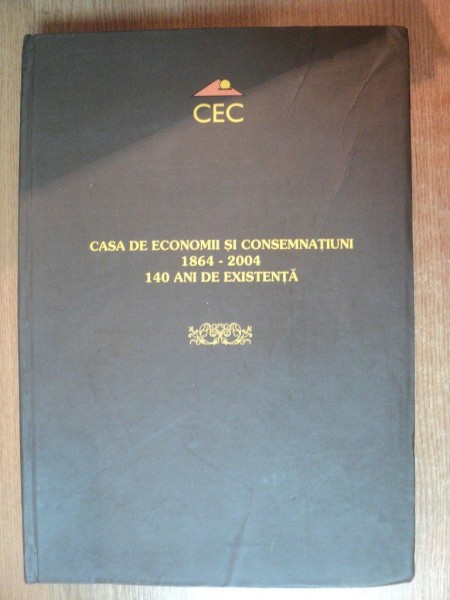 CEC
CASA DE ECONOMII ȘI CONSEMNAȚIUNI
1864 - 2004
140 ANI DE EXISTENȚĂ